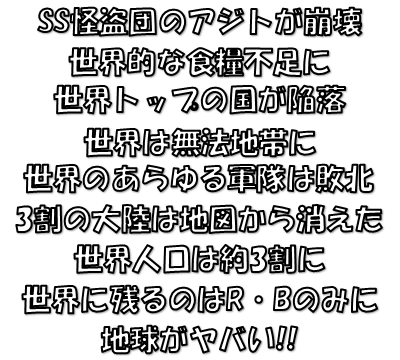 SS怪盗団のアジトが崩壊
世界的な食糧不足に
世界トップの国が陥落
世界は無法地帯に
世界のあらゆる軍隊は敗北
3割の大陸は地図から消えた
世界人口は約3割に
世界に残るのはR・Bのみに
地球がヤバい!!